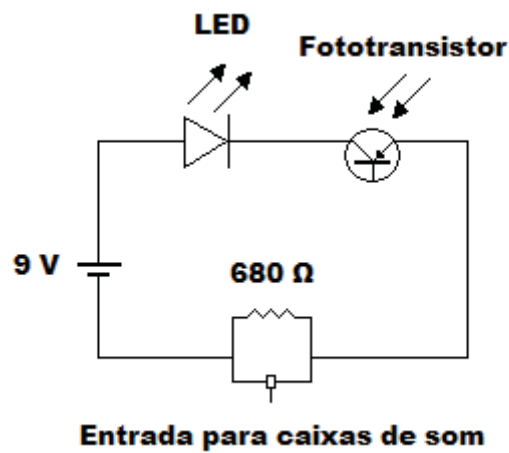 LED
Fototransistor
9 V
680 Ω
Entrada para caixas de som